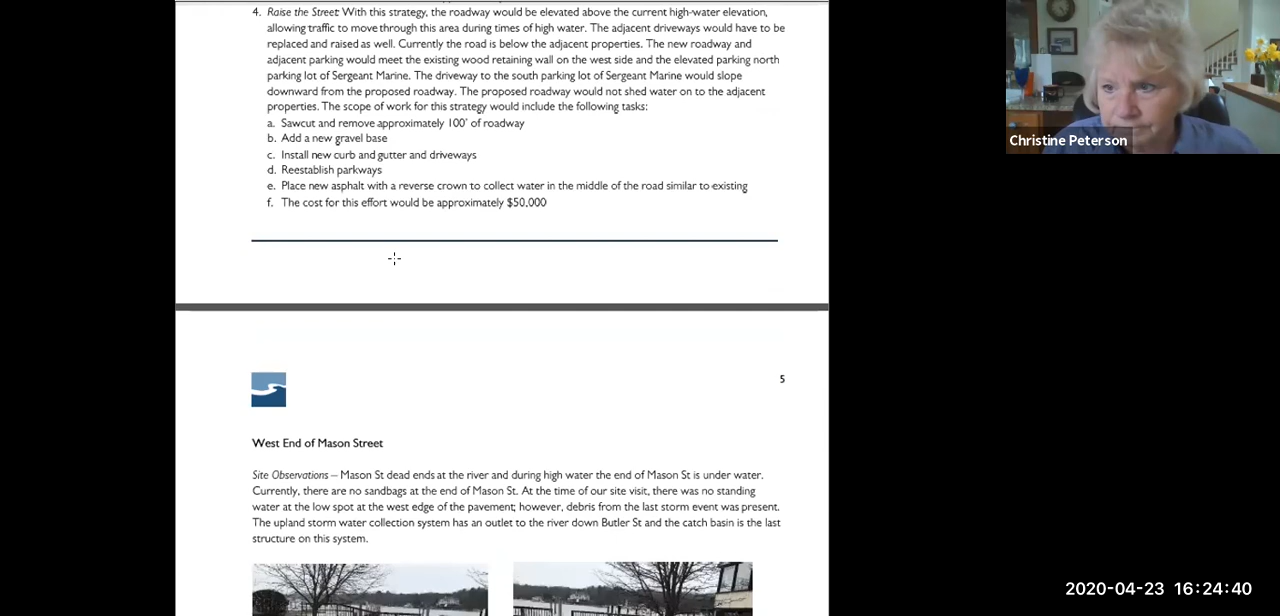 4. Raise the Street: With this strategy, the roadway would be elevated above the current high-water elevation,
allowing traffic to move through this area during times of high water. The adjacent driveways would have to be
replaced and raised as well. Currently the road is below the adjacent properties. The new roadway and
adjacent parking would meet the existing wood retaining wall on the west side and the elevated parking north
parking lot of Sergeant Marine. The driveway to the south parking lot of Sergeant Marine would slope
downward from the proposed roadway. The proposed roadway would not shed water on to the adjacent
properties. The scope of work for this strategy would include the following tasks:
a. Sawcut and remove approximately 100' of roadway
b. Add a new gravel base
c. Install new curb and gutter and driveways
d. Reestablish parkways
e. Place new asphalt with a reverse crown to collect water in the middle of the road similar to existing
f. The cost for this effort would be approximately $50,000
Christine Peterson
5
West End of Mason Street
Site Observations – Mason St dead ends at the river and during high water the end of Mason St is under water.
Currently, there are no sandbags at the end of Mason St. At the time of our site visit, there was no standing
water at the low spot at the west edge of the pavement; however, debris from the last storm event was present.
The upland storm water collection system has an outlet to the river down Butler St and the catch basin is the last
structure on this system.
2020-04-23 16:24:40